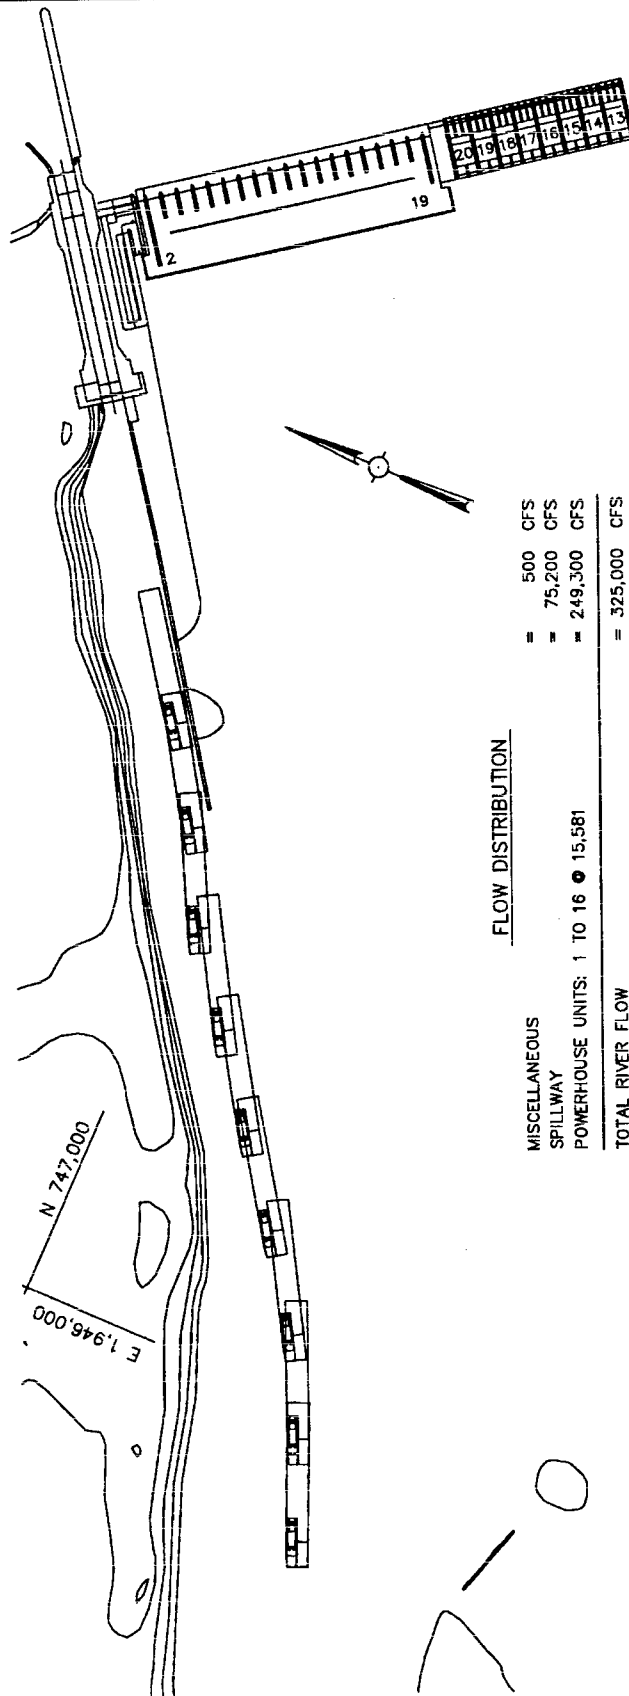 20 19 18 17 16 15 14 13
2
19
FLOW DISTRIBUTION
MISCELLANEOUS = 500 CFS
SPILLWAY = 75,200 CFS
POWERHOUSE UNITS: 1 TO 16 @ 15,581 = 249,300 CFS
TOTAL RIVER FLOW = 325,000 CFS
N 747,000
E 1,946,000